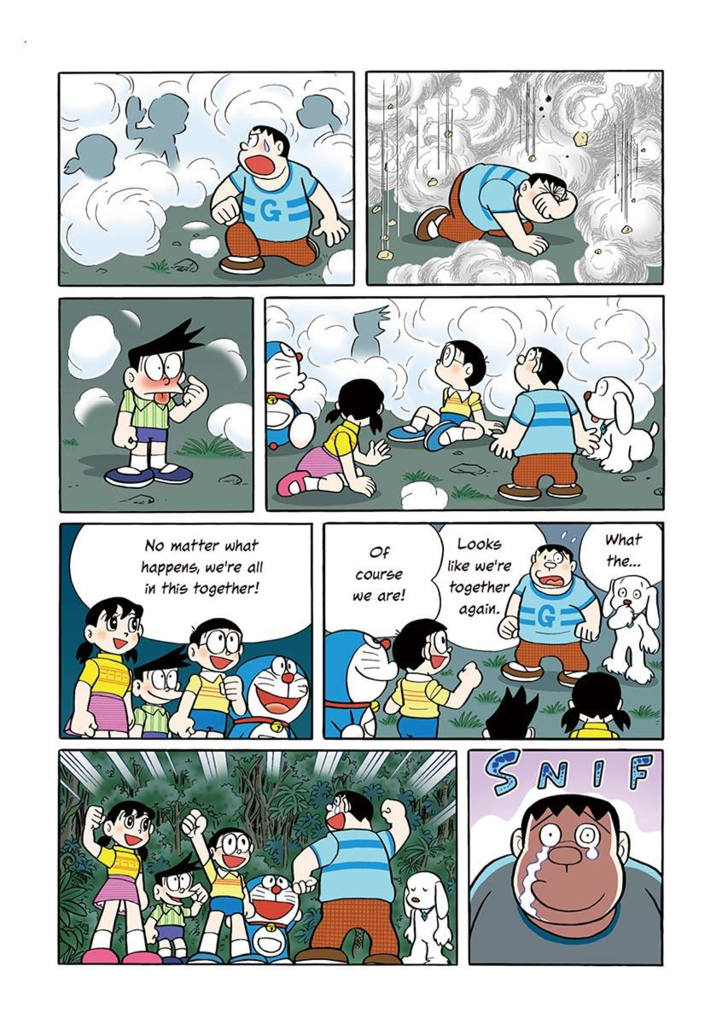 G
No matter what
happens, we're all
in this together!
Of
course
we are!
Looks
like we're
together
again.
G
What
the...
SNIF